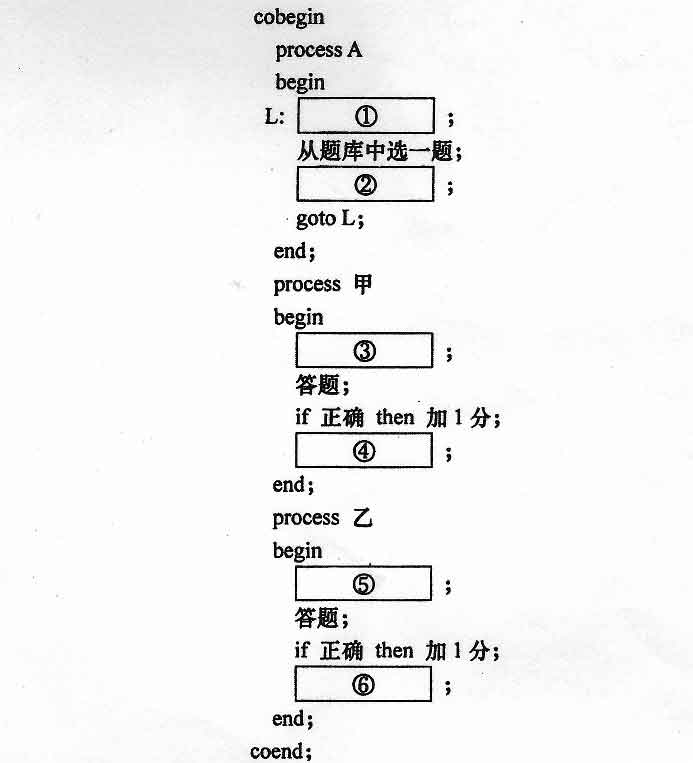 cobegin
process A
begin
L: ① ;
从题库中选一题;
② ;
goto L;
end;
process 甲
begin
③ ;
答题;
if 正确 then 加1分;
④ ;
end;
process 乙
begin
⑤ ;
答题;
if 正确 then 加1分;
⑥ ;
end;
coend;